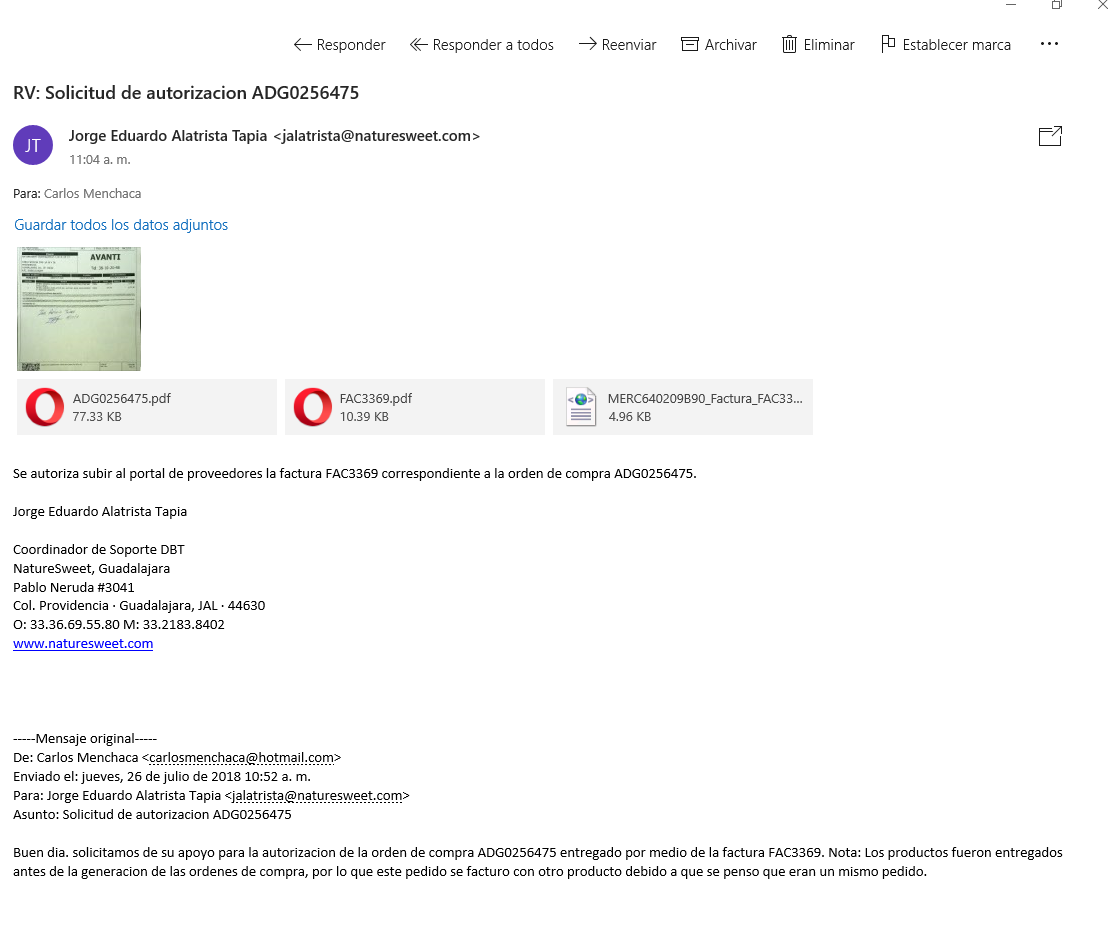 Responder Responder a todos Reenviar Archivar Eliminar Establecer marca
RV: Solicitud de autorizacion ADG0256475
JT
Jorge Eduardo Alatrista Tapia <jalatrista@naturesweet.com>
11:04 a. m.
Para: Carlos Menchaca
Guardar todos los datos adjuntos
AVANTI
ADG0256475.pdf
77.33 KB
FAC3369.pdf
10.39 KB
MERC640209B90_Factura_FAC33...
4.96 KB
Se autoriza subir al portal de proveedores la factura FAC3369 correspondiente a la orden de compra ADG0256475.
Jorge Eduardo Alatrista Tapia
Coordinador de Soporte DBT
NatureSweet, Guadalajara
Pablo Neruda #3041
Col. Providencia · Guadalajara, JAL · 44630
O: 33.36.69.55.80 M: 33.2183.8402
www.naturesweet.com
-----Mensaje original-----
De: Carlos Menchaca <carlosmenchaca@hotmail.com>
Enviado el: jueves, 26 de julio de 2018 10:52 a. m.
Para: Jorge Eduardo Alatrista Tapia <jalatrista@naturesweet.com>
Asunto: Solicitud de autorizacion ADG0256475
Buen dia. solicitamos de su apoyo para la autorizacion de la orden de compra ADG0256475 entregado por medio de la factura FAC3369. Nota: Los productos fueron entregados
antes de la generacion de las ordenes de compra, por lo que este pedido se facturo con otro producto debido a que se penso que eran un mismo pedido.